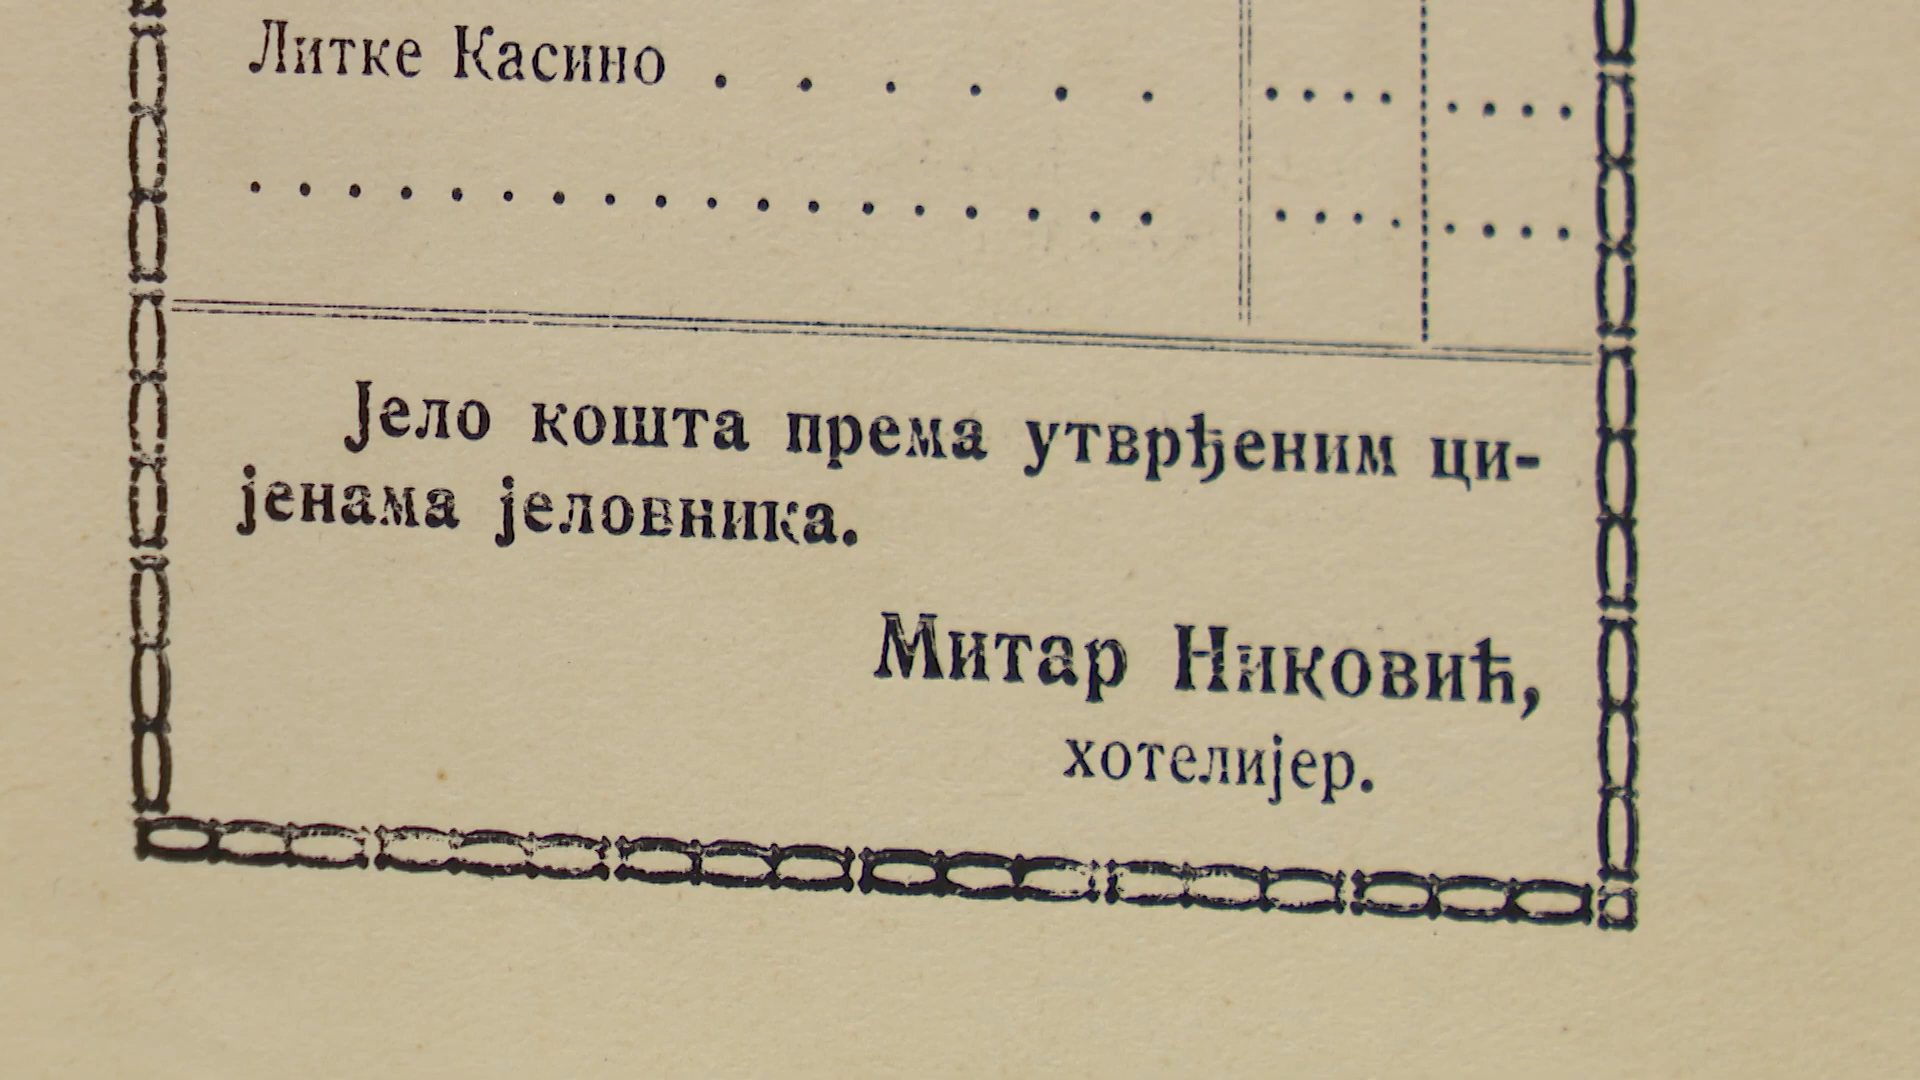 Литке Касино . . . . . . .... ....
. . . . . . . . . . . . . . . . . . .... ....
Јело кошта према утврђеним ци-
јенама јеловника.
Митар Никовић,
хотелијер.